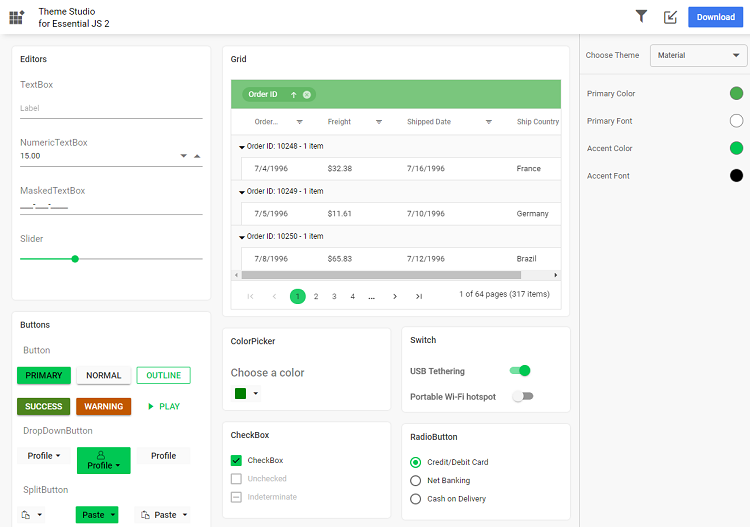 Theme Studio
for Essential JS 2
Download
Editors
TextBox
Label
NumericTextBox
15.00
MaskedTextBox
___-___-____
Slider
Grid
Order ID
Order... Freight Shipped Date Ship Country
Order ID: 10248 - 1 item
7/4/1996 $32.38 7/16/1996 France
Order ID: 10249 - 1 item
7/5/1996 $11.61 7/10/1996 Germany
Order ID: 10250 - 1 item
7/8/1996 $65.83 7/12/1996 Brazil
1 2 3 4 ... 1 of 64 pages (317 items)
Choose Theme Material
Primary Color
Primary Font
Accent Color
Accent Font
Buttons
Button
PRIMARY NORMAL OUTLINE
SUCCESS WARNING PLAY
DropDownButton
Profile Profile Profile
SplitButton
Paste Paste
ColorPicker
Choose a color
Switch
USB Tethering
Portable Wi-Fi hotspot
CheckBox
CheckBox
Unchecked
Indeterminate
RadioButton
Credit/Debit Card
Net Banking
Cash on Delivery